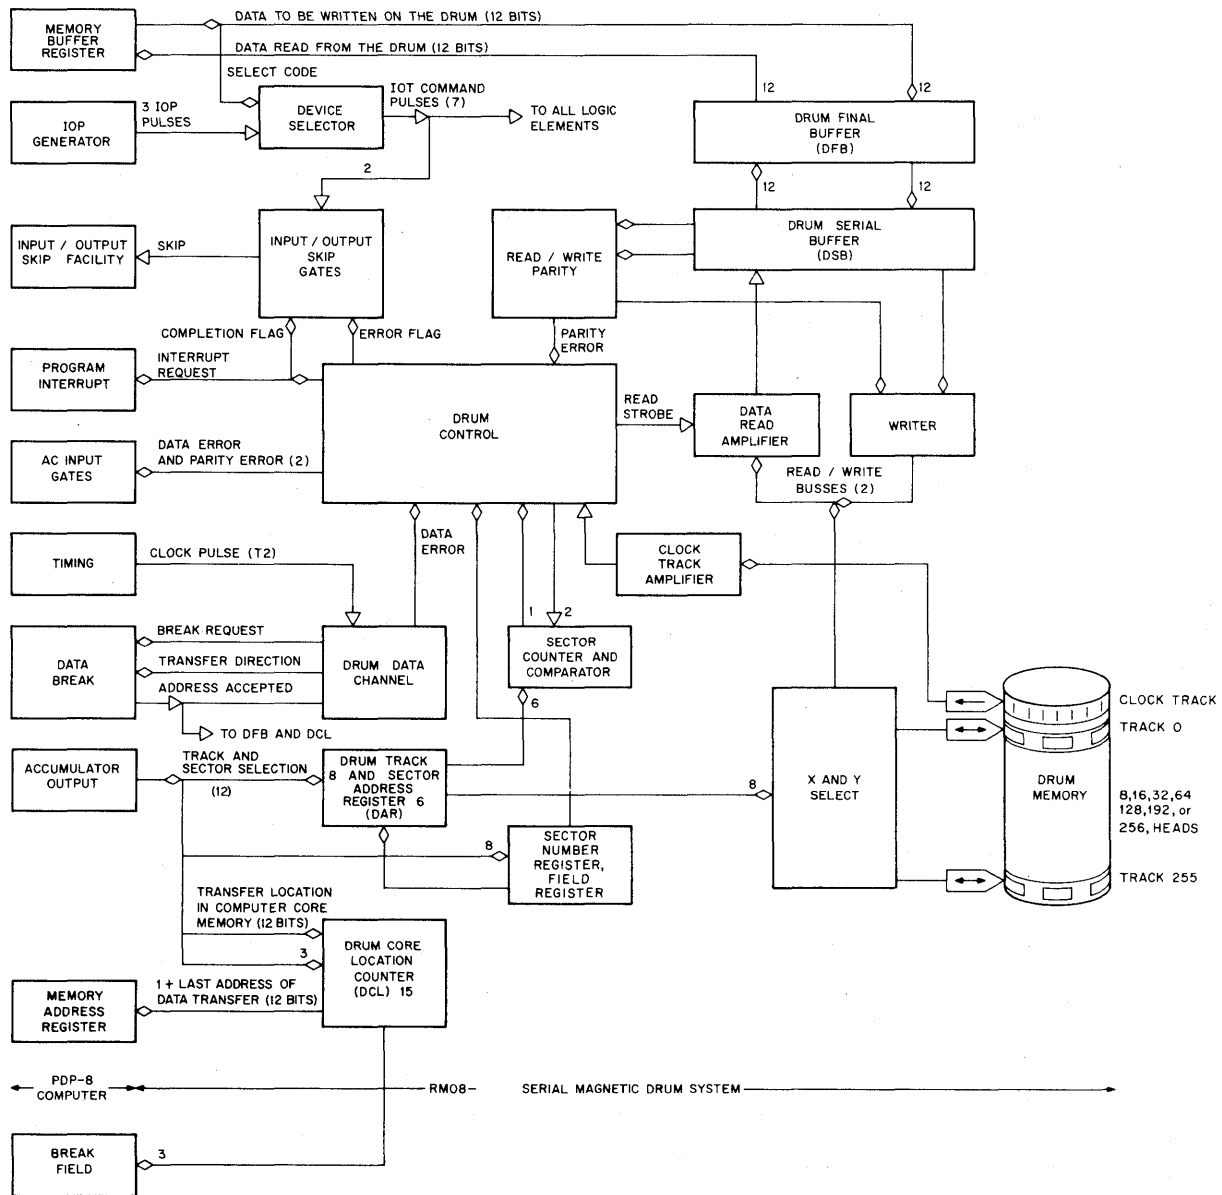 DATA TO BE WRITTEN ON THE DRUM (12 BITS)
MEMORY
BUFFER
REGISTER
DATA READ FROM THE DRUM (12 BITS)
SELECT CODE
12
12
3 IOP
PULSES
IOP
GENERATOR
DEVICE
SELECTOR
IOT COMMAND
PULSES (7)
TO ALL LOGIC
ELEMENTS
DRUM FINAL
BUFFER
(DFB)
2
12
12
INPUT / OUTPUT
SKIP FACILITY
SKIP
INPUT / OUTPUT
SKIP
GATES
READ / WRITE
PARITY
DRUM SERIAL
BUFFER
(DSB)
COMPLETION FLAG
ERROR FLAG
PARITY
ERROR
PROGRAM
INTERRUPT
INTERRUPT
REQUEST
DRUM
CONTROL
READ
STROBE
DATA
READ
AMPLIFIER
WRITER
AC INPUT
GATES
DATA ERROR
AND PARITY ERROR (2)
READ / WRITE
BUSSES (2)
DATA
ERROR
TIMING
CLOCK PULSE (T2)
CLOCK
TRACK
AMPLIFIER
1
2
DATA
BREAK
BREAK REQUEST
TRANSFER DIRECTION
ADDRESS ACCEPTED
DRUM DATA
CHANNEL
SECTOR
COUNTER AND
COMPARATOR
6
TO DFB AND DCL
CLOCK TRACK
TRACK 0
ACCUMULATOR
OUTPUT
TRACK AND
SECTOR SELECTION
(12)
DRUM TRACK
8 AND SECTOR
ADDRESS
REGISTER 6
(DAR)
8
X AND Y
SELECT
DRUM
MEMORY
8,16,32,64
128,192, or
256, HEADS
8
SECTOR
NUMBER
REGISTER,
FIELD
REGISTER
TRACK 255
TRANSFER LOCATION
IN COMPUTER CORE
MEMORY (12 BITS)
3
DRUM CORE
LOCATION
COUNTER
(DCL) 15
MEMORY
ADDRESS
REGISTER
1 + LAST ADDRESS OF
DATA TRANSFER (12 BITS)
PDP-8
COMPUTER
RM08- SERIAL MAGNETIC DRUM SYSTEM
BREAK
FIELD
3